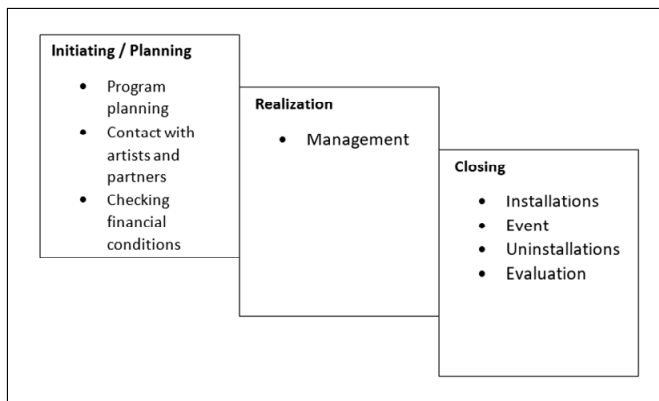 Initiating / Planning
• Program
planning
• Contact with
artists and
partners
• Checking
financial
conditions
Realization
• Management
Closing
• Installations
• Event
• Uninstallations
• Evaluation